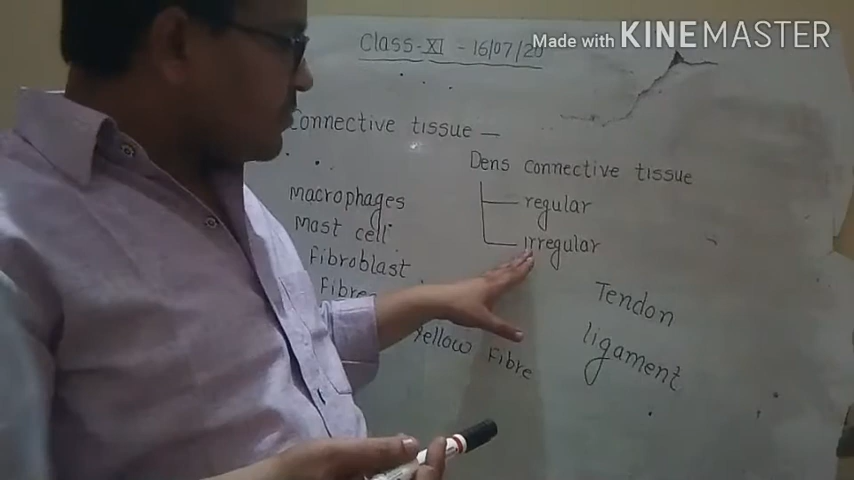 Class-XI - 16/07/20
Made with KINEMASTER
Connective tissue —
Dens connective tissue
Macrophages
regular
Mast cell
irregular
Fibroblast
Tendon
Yellow Fibre
ligament